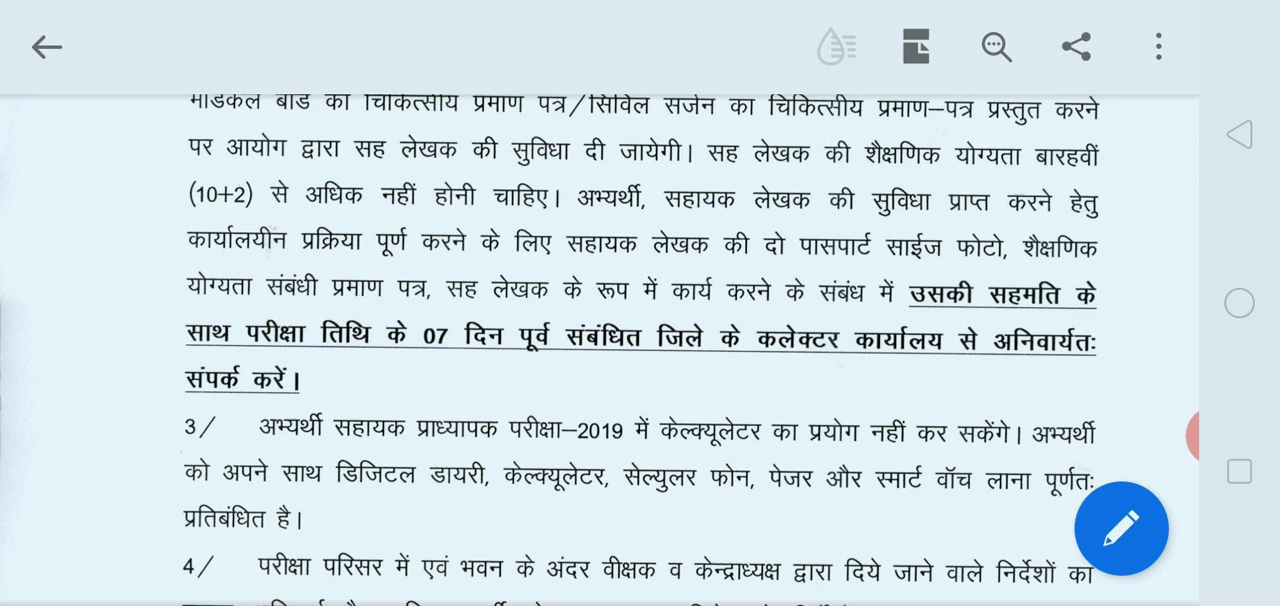 मेडिकल बोर्ड का चिकित्सीय प्रमाण पत्र/सिविल सर्जन का चिकित्सीय प्रमाण–पत्र प्रस्तुत करने
पर आयोग द्वारा सह लेखक की सुविधा दी जायेगी। सह लेखक की शैक्षणिक योग्यता बारहवीं
(10+2) से अधिक नहीं होनी चाहिए। अभ्यर्थी, सहायक लेखक की सुविधा प्राप्त करने हेतु
कार्यालयीन प्रक्रिया पूर्ण करने के लिए सहायक लेखक की दो पासपार्ट साईज फोटो, शैक्षणिक
योग्यता संबंधी प्रमाण पत्र, सह लेखक के रूप में कार्य करने के संबंध में उसकी सहमति के
साथ परीक्षा तिथि के 07 दिन पूर्व संबंधित जिले के कलेक्टर कार्यालय से अनिवार्यतः
संपर्क करें।
3/ अभ्यर्थी सहायक प्राध्यापक परीक्षा–2019 में केल्क्यूलेटर का प्रयोग नहीं कर सकेंगे। अभ्यर्थी
को अपने साथ डिजिटल डायरी, केल्क्यूलेटर, सेल्युलर फोन, पेजर और स्मार्ट वॉच लाना पूर्णतः
प्रतिबंधित है।
4/ परीक्षा परिसर में एवं भवन के अंदर वीक्षक व केन्द्राध्यक्ष द्वारा दिये जाने वाले निर्देशों का